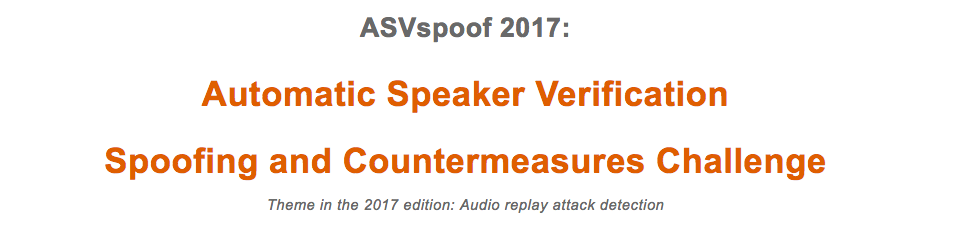 ASVspoof 2017:
Automatic Speaker Verification
Spoofing and Countermeasures Challenge
Theme in the 2017 edition: Audio replay attack detection